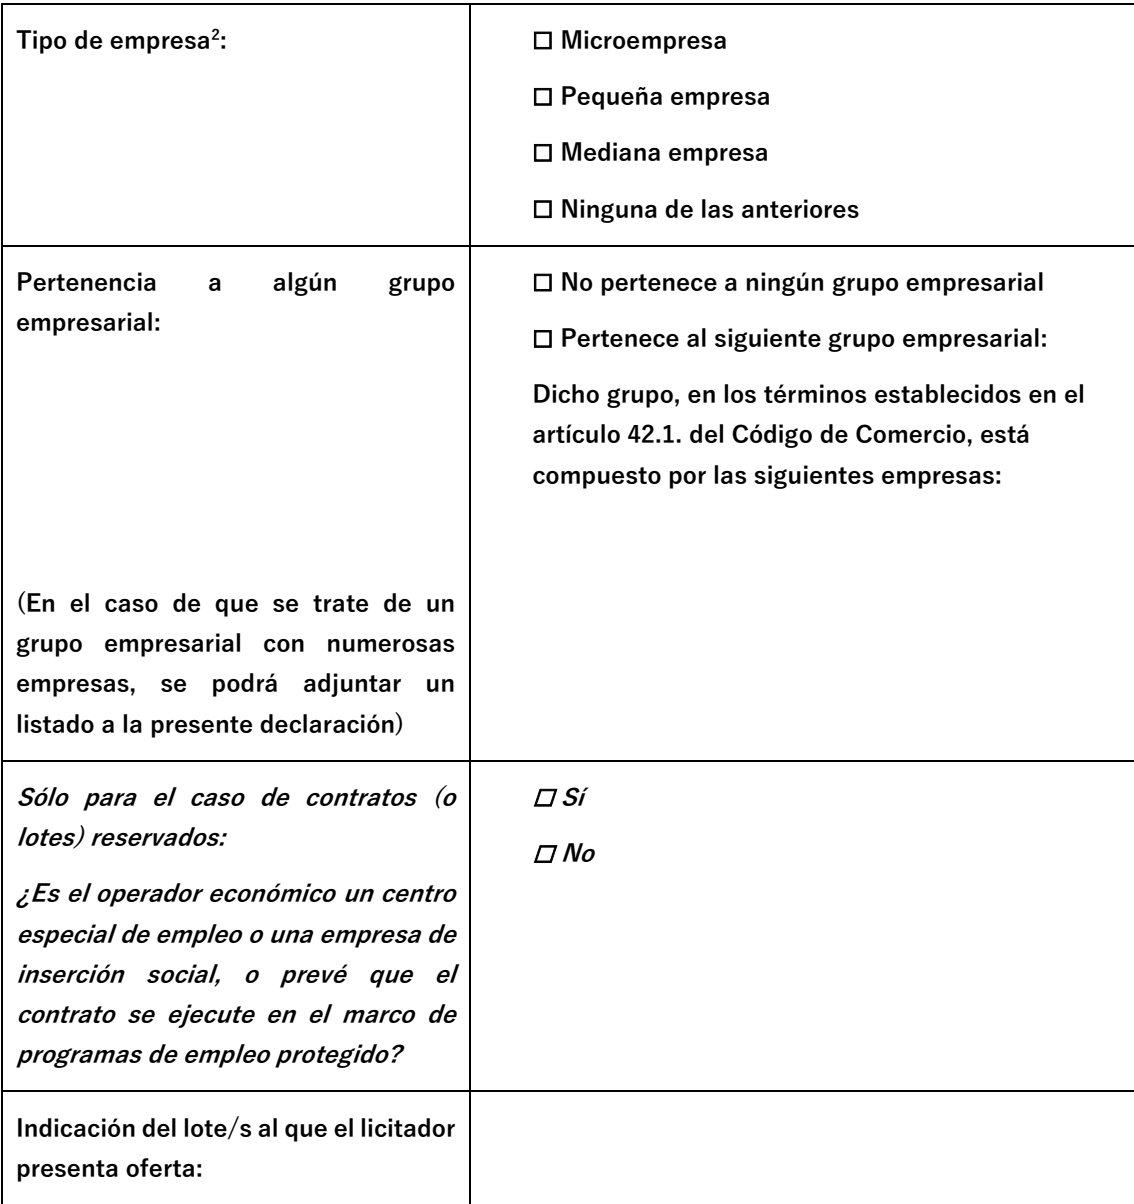 Tipo de empresa²:
☐ Microempresa
☐ Pequeña empresa
☐ Mediana empresa
☐ Ninguna de las anteriores
Pertenencia a algún grupo
empresarial:
(En el caso de que se trate de un
grupo empresarial con numerosas
empresas, se podrá adjuntar un
listado a la presente declaración)
☐ No pertenece a ningún grupo empresarial
☐ Pertenece al siguiente grupo empresarial:
Dicho grupo, en los términos establecidos en el
artículo 42.1. del Código de Comercio, está
compuesto por las siguientes empresas:
Sólo para el caso de contratos (o
lotes) reservados:
¿Es el operador económico un centro
especial de empleo o una empresa de
inserción social, o prevé que el
contrato se ejecute en el marco de
programas de empleo protegido?
☐ Sí
☐ No
Indicación del lote/s al que el licitador
presenta oferta: